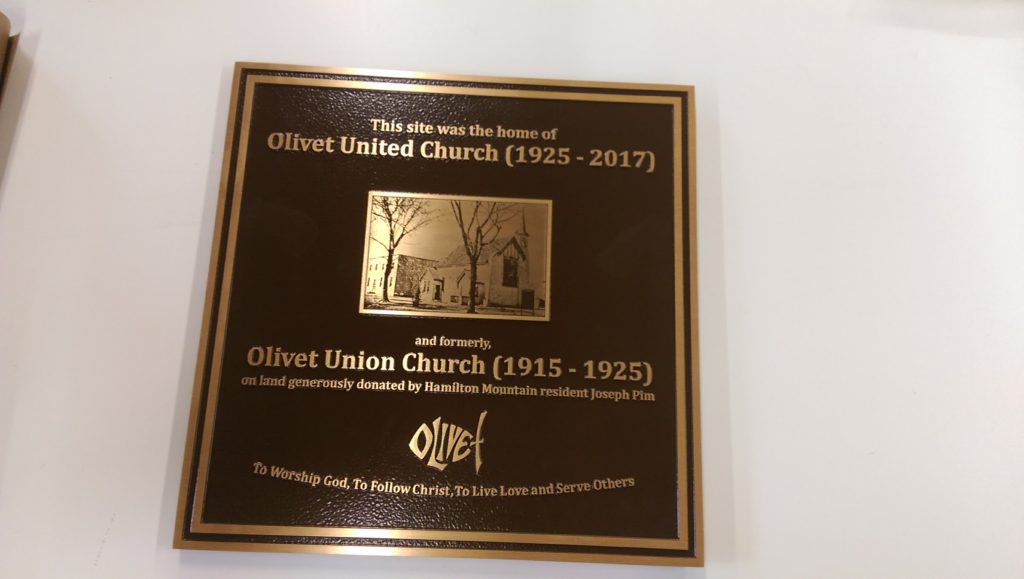 This site was the home of
Olivet United Church (1925 - 2017)
and formerly,
Olivet Union Church (1915 - 1925)
on land generously donated by Hamilton Mountain resident Joseph Pim
OLIVET
To Worship God, To Follow Christ, To Live Love and Serve Others